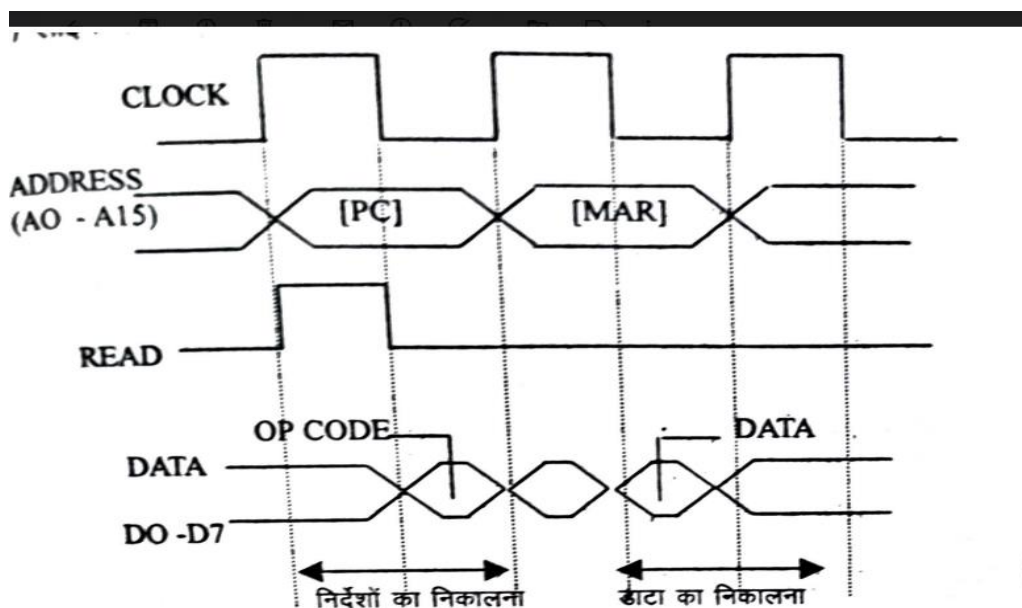 CLOCK
ADDRESS
(AO - A15)
[PC]
[MAR]
READ
OP CODE
DATA
DATA
DO -D7
निर्देशों का निकालना
डाटा का निकालना